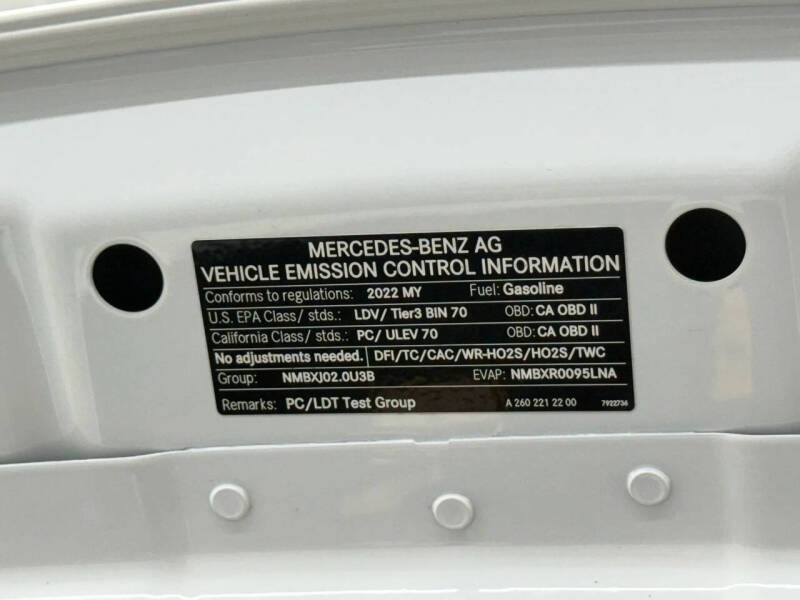 MERCEDES-BENZ AG
VEHICLE EMISSION CONTROL INFORMATION
Conforms to regulations: 2022 MY Fuel: Gasoline
U.S. EPA Class/ stds.: LDV/ Tier3 BIN 70 OBD: CA OBD II
California Class/ stds.: PC/ ULEV 70 OBD: CA OBD II
No adjustments needed. DFI/TC/CAC/WR-HO2S/HO2S/TWC
Group: NMBXJ02.0U3B EVAP: NMBXR0095LNA
Remarks: PC/LDT Test Group A 260 221 22 00 7922736